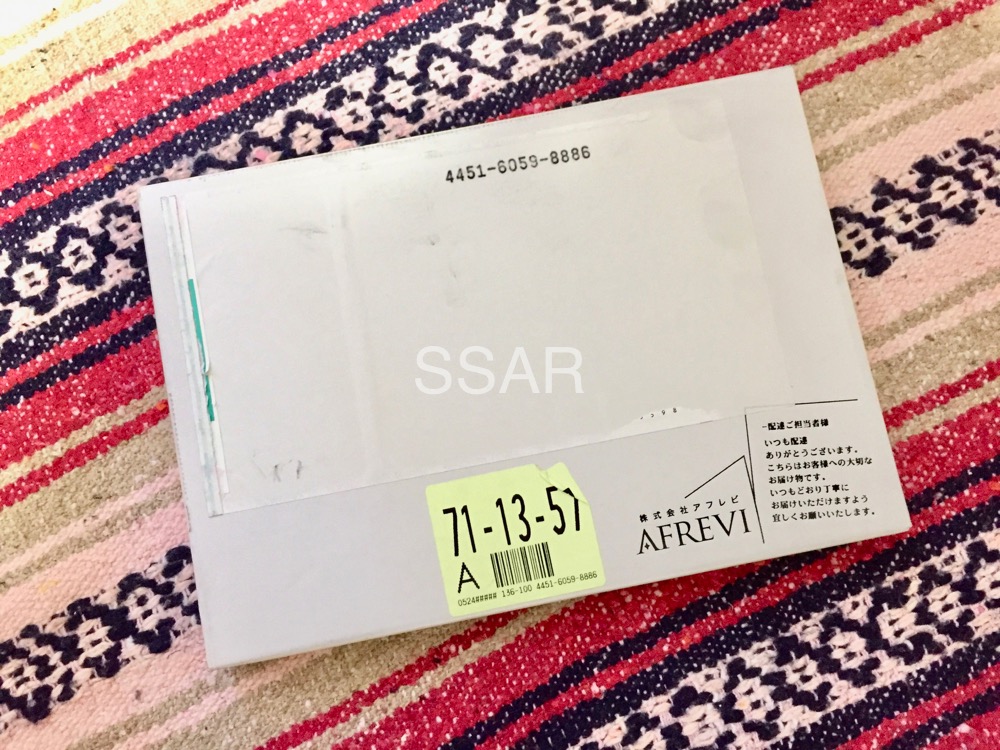 4451-6059-8886
SSAR
-配達ご担当者様
いつも配達
ありがとうございます。
こちらはお客様への大切な
お届け物です。
いつもどおり丁寧に
お届けいただけますよう
宜しくお願いいたします。
株式会社アフレビ
AFREVI
71-13-57
A
0524##### 136-100 4451-6059-8886